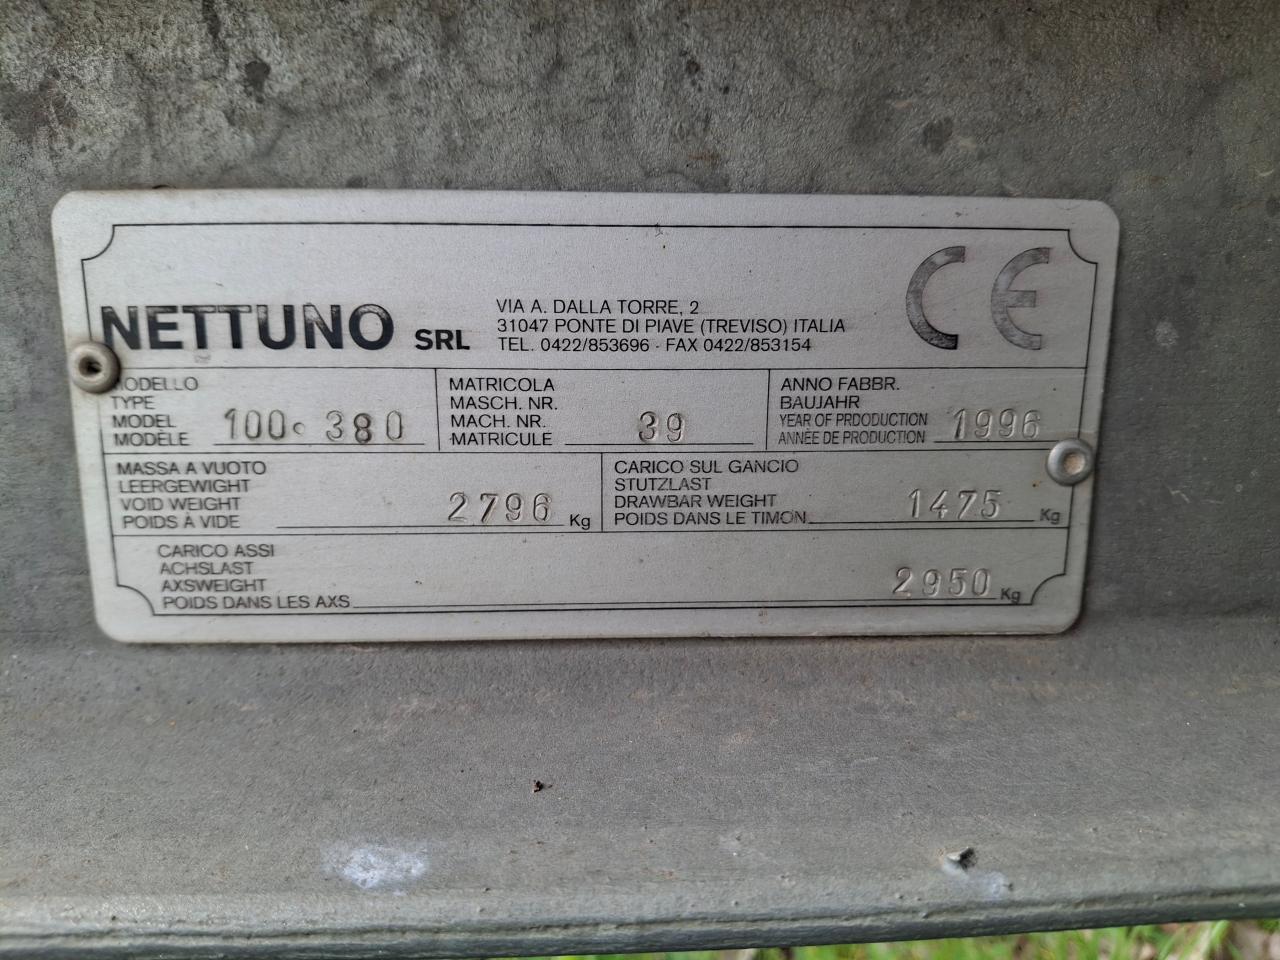 NETTUNO SRL
VIA A. DALLA TORRE, 2
31047 PONTE DI PIAVE (TREVISO) ITALIA
TEL. 0422/853696 - FAX 0422/853154
CE
MODELLO
TYPE
MODEL
MODÈLE 100. 380
MATRICOLA
MASCH. NR.
MACH. NR.
MATRICULE 39
ANNO FABBR.
BAUJAHR
YEAR OF PRDODUCTION
ANNÉE DE PRODUCTION 1996
MASSA A VUOTO
LEERGEWIGHT
VOID WEIGHT
POIDS A VIDE 2796 Kg
CARICO SUL GANCIO
STUTZLAST
DRAWBAR WEIGHT
POIDS DANS LE TIMON 1475 Kg
CARICO ASSI
ACHSLAST
AXSWEIGHT
POIDS DANS LES AXS 2950 Kg